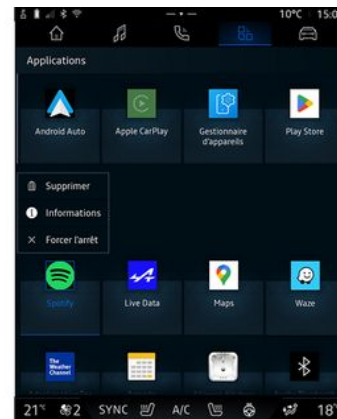 10°C 15:0
Applications
Android Auto
Apple CarPlay
Gestionnaire
d'appareils
Play Store
Supprimer
Informations
Forcer l'arrêt
Spotify
Live Data
Maps
Waze
The
Weather
Channel
21°c 2 SYNC A/C 18°